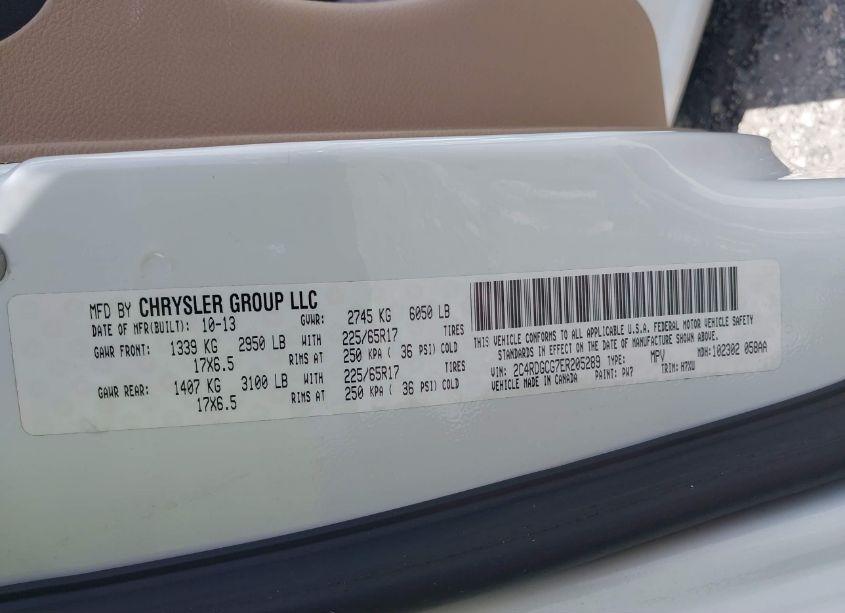 MFD BY CHRYSLER GROUP LLC
DATE OF MFR(BUILT): 10-13 GVWR: 2745 KG 6050 LB
GAWR FRONT: 1339 KG 2950 LB WITH 225/65R17 TIRES
17X6.5 RIMS AT 250 KPA ( 36 PSI) COLD
GAWR REAR: 1407 KG 3100 LB WITH 225/65R17 TIRES
17X6.5 RIMS AT 250 KPA ( 36 PSI) COLD
THIS VEHICLE CONFORMS TO ALL APPLICABLE U.S.A. FEDERAL MOTOR VEHICLE SAFETY
STANDARDS IN EFFECT ON THE DATE OF MANUFACTURE SHOWN ABOVE.
VIN: 2C4RDGCG7ER205289 TYPE: MPV MDH:102302 058AA
VEHICLE MADE IN CANADA PAINT: PW7 TRIM: H7XW